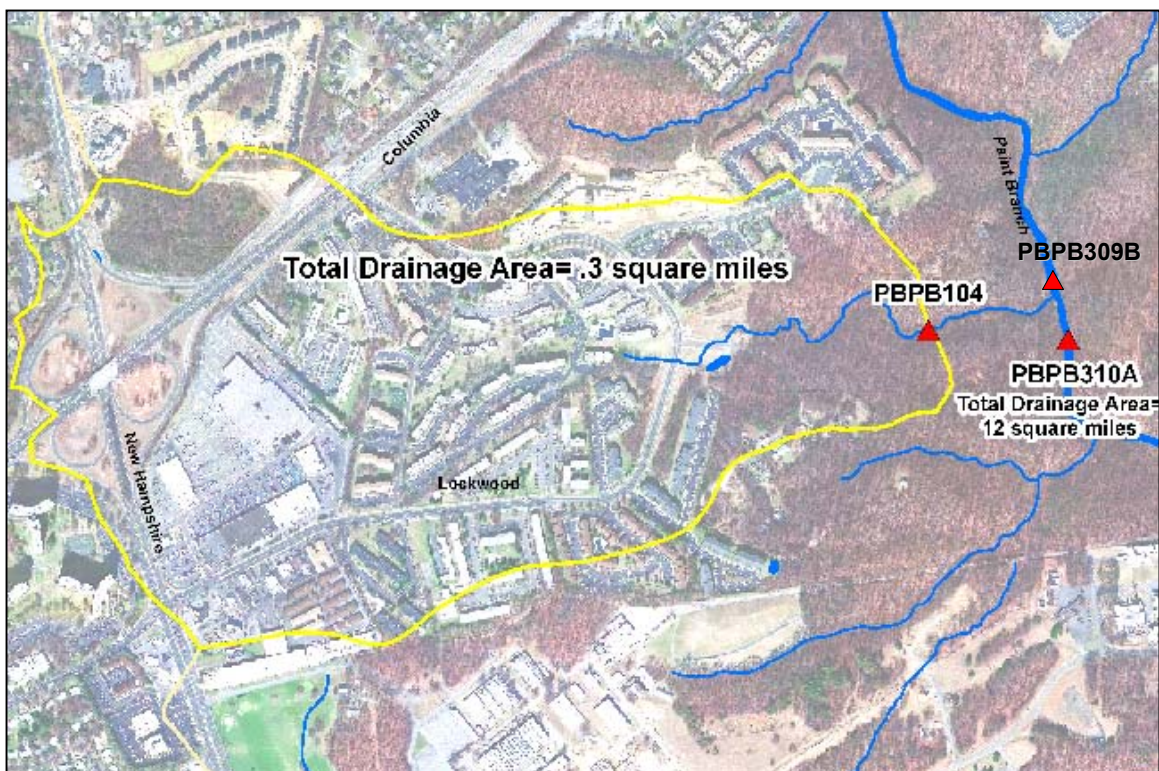 Columbia
Paint Branch
PBPB309B
Total Drainage Area= .3 square miles
PBPB104
PBPB310A
Total Drainage Area=
12 square miles
New Hampshire
Lockwood